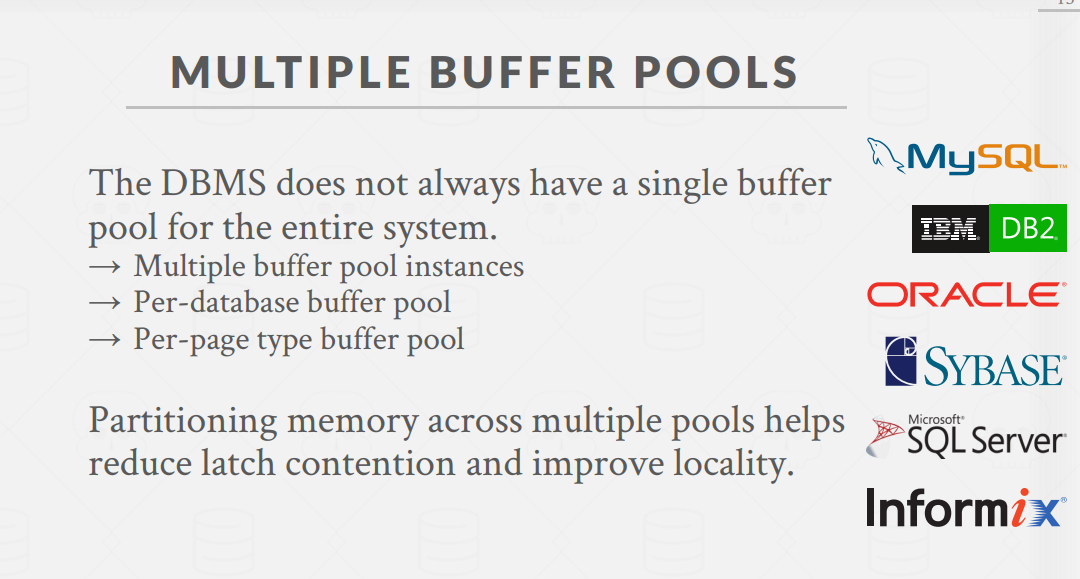 MULTIPLE BUFFER POOLS
The DBMS does not always have a single buffer
pool for the entire system.
→ Multiple buffer pool instances
→ Per-database buffer pool
→ Per-page type buffer pool
Partitioning memory across multiple pools helps
reduce latch contention and improve locality.
MySQL™
IBM® DB2®
ORACLE®
SYBASE®
Microsoft®
SQL Server®
Informix®